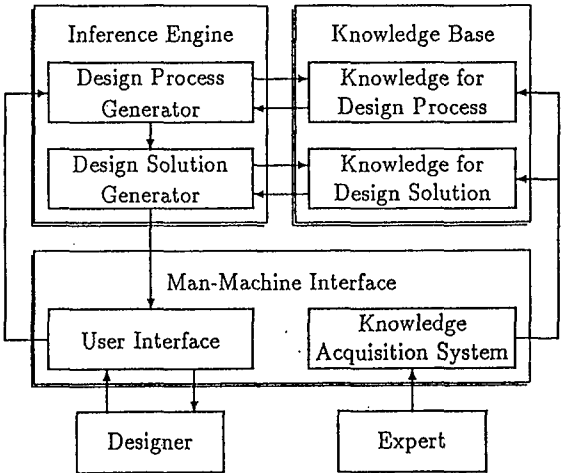 Inference Engine
Knowledge Base
Design Process
Generator
Knowledge for
Design Process
Design Solution
Generator
Knowledge for
Design Solution
Man-Machine Interface
User Interface
Knowledge
Acquisition System
Designer
Expert